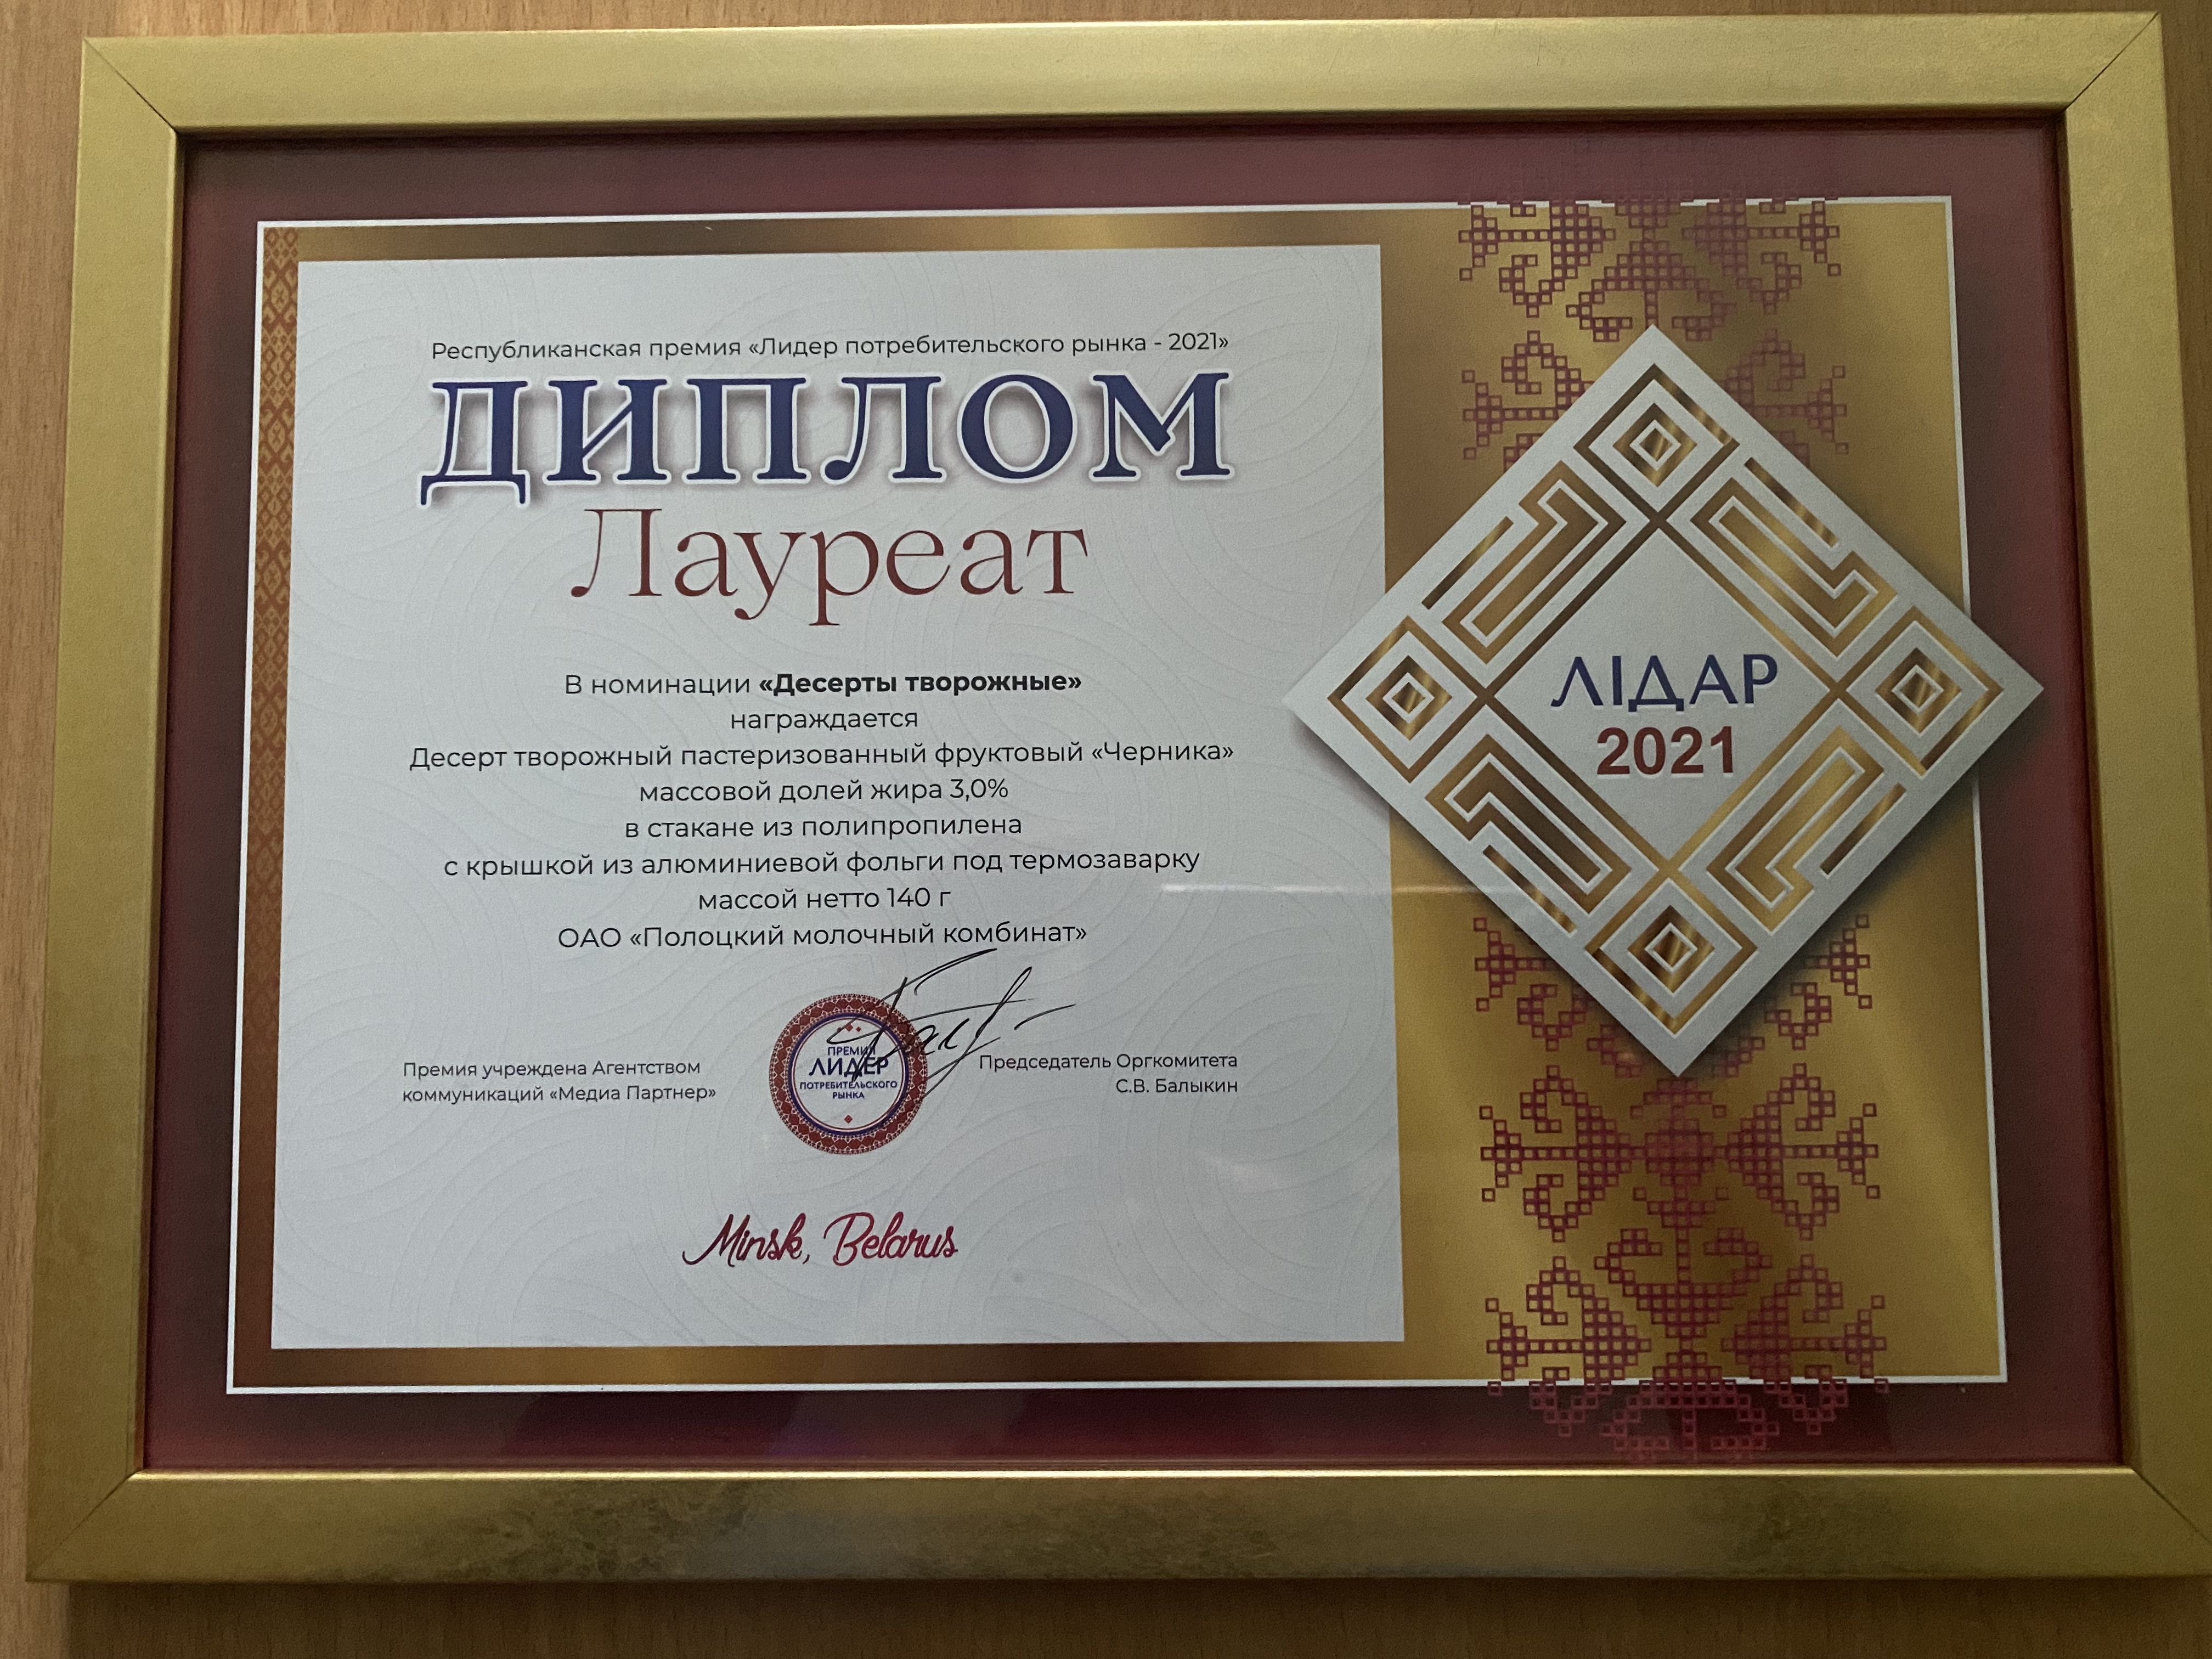 Республиканская премия «Лидер потребительского рынка - 2021»
ДИПЛОМ
Лауреат
В номинации «Десерты творожные»
награждается
Десерт творожный пастеризованный фруктовый «Черника»
массовой долей жира 3,0%
в стакане из полипропилена
с крышкой из алюминиевой фольги под термозаварку
массой нетто 140 г
ОАО «Полоцкий молочный комбинат»
Премия учреждена Агентством
коммуникаций «Медиа Партнер»
ПРЕМИЯ
ЛИДЕР
ПОТРЕБИТЕЛЬСКОГО
РЫНКА
Председатель Оргкомитета
С.В. Балыкин
Minsk, Belarus
ЛІДАР
2021